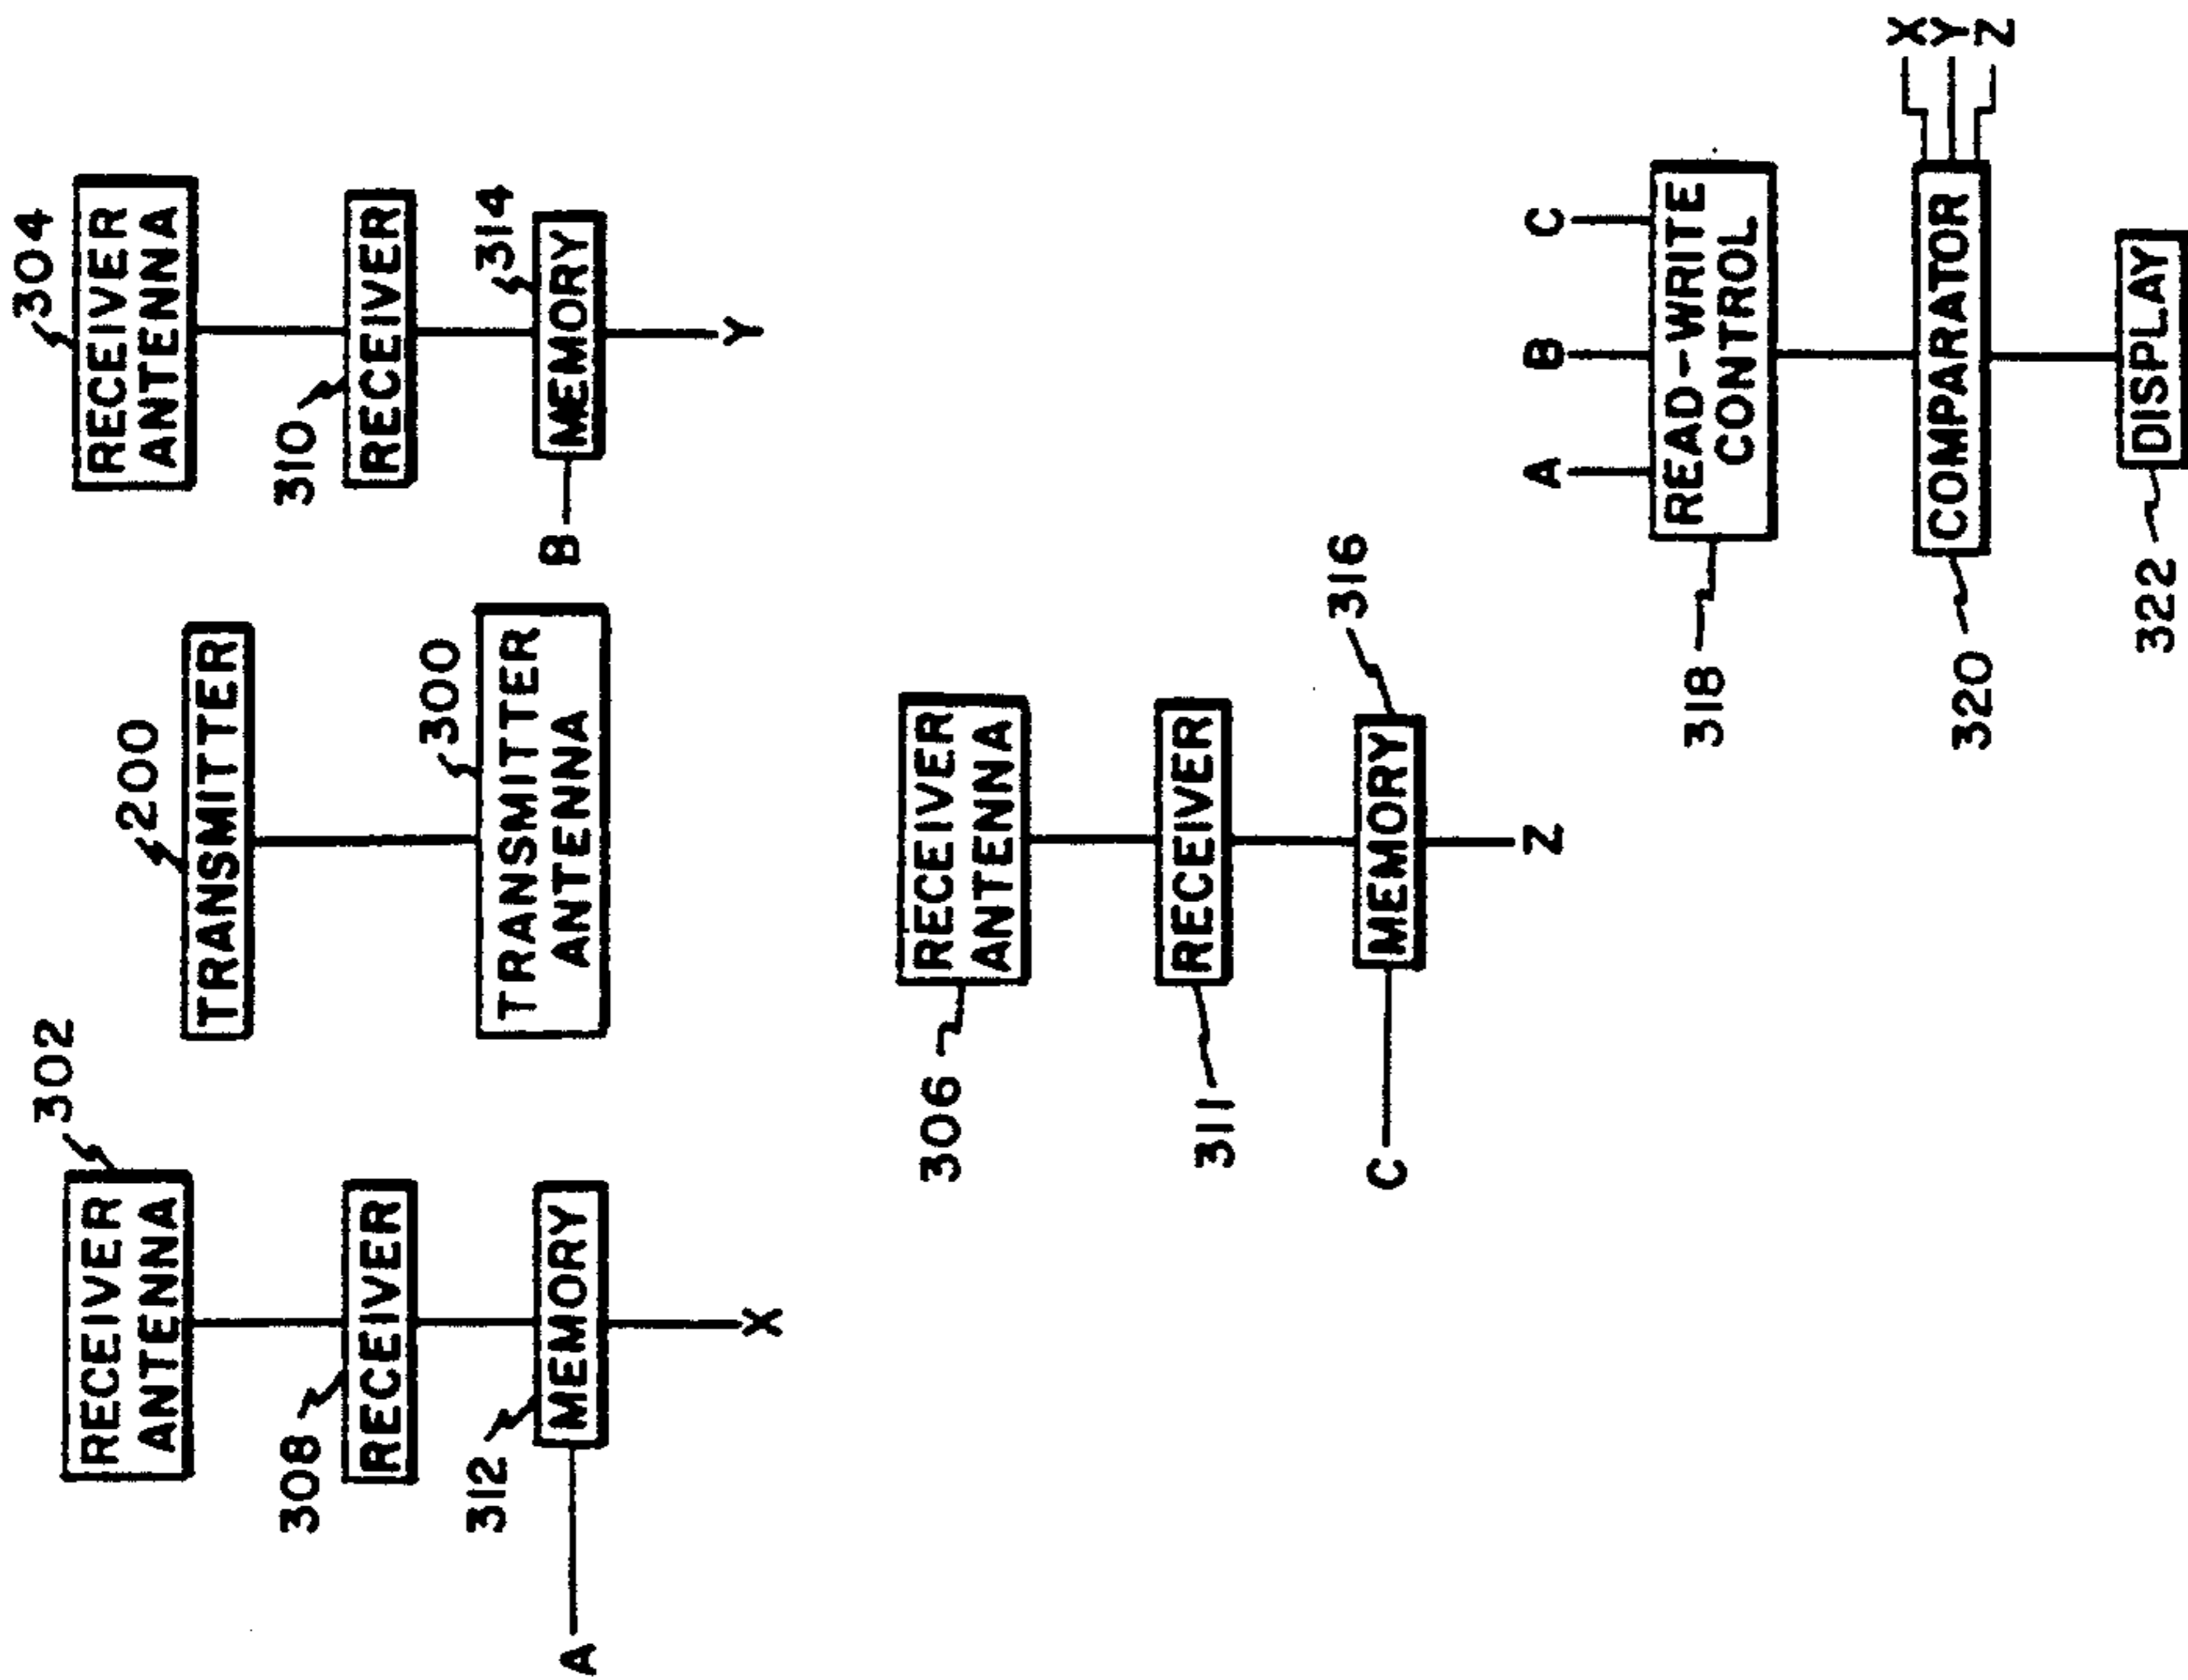 302
RECEIVER
ANTENNA
308
RECEIVER
312
MEMORY
A
X
200
TRANSMITTER
300
TRANSMITTER
ANTENNA
304
RECEIVER
ANTENNA
310
RECEIVER
314
MEMORY
B
Y
306
RECEIVER
ANTENNA
311
RECEIVER
316
MEMORY
C
Z
A B C
318
READ-WRITE
CONTROL
320
COMPARATOR
X
Y
Z
322
DISPLAY